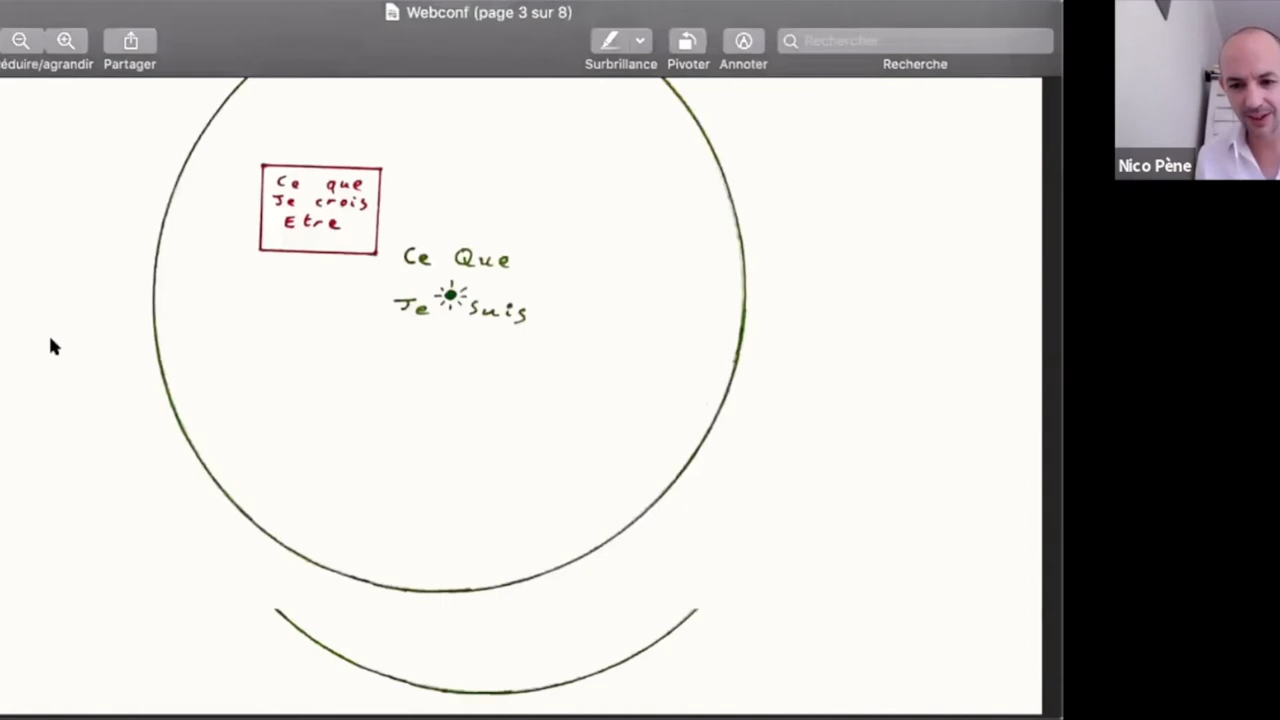 Webconf (page 3 sur 8)
éduire/agrandir
Partager
Surbrillance
Pivoter
Annoter
Rechercher
Recherche
Nico Pène
Ce que
Je crois
Etre
Ce Que
Je suis